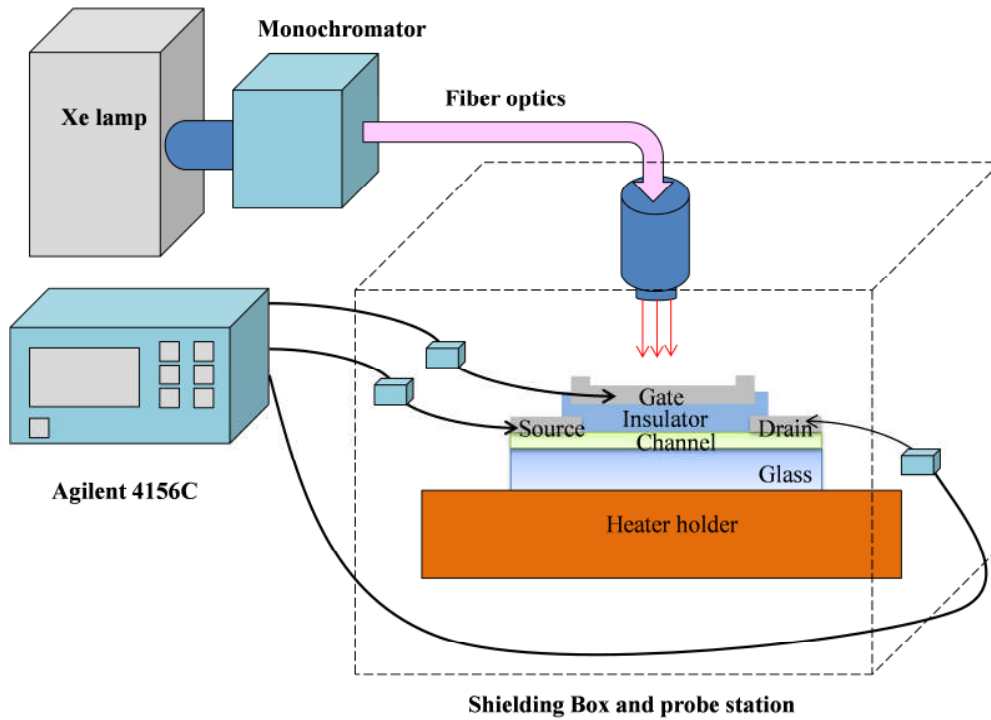 Monochromator
Xe lamp
Fiber optics
Gate
Insulator
Source
Drain
Channel
Glass
Agilent 4156C
Heater holder
Shielding Box and probe station